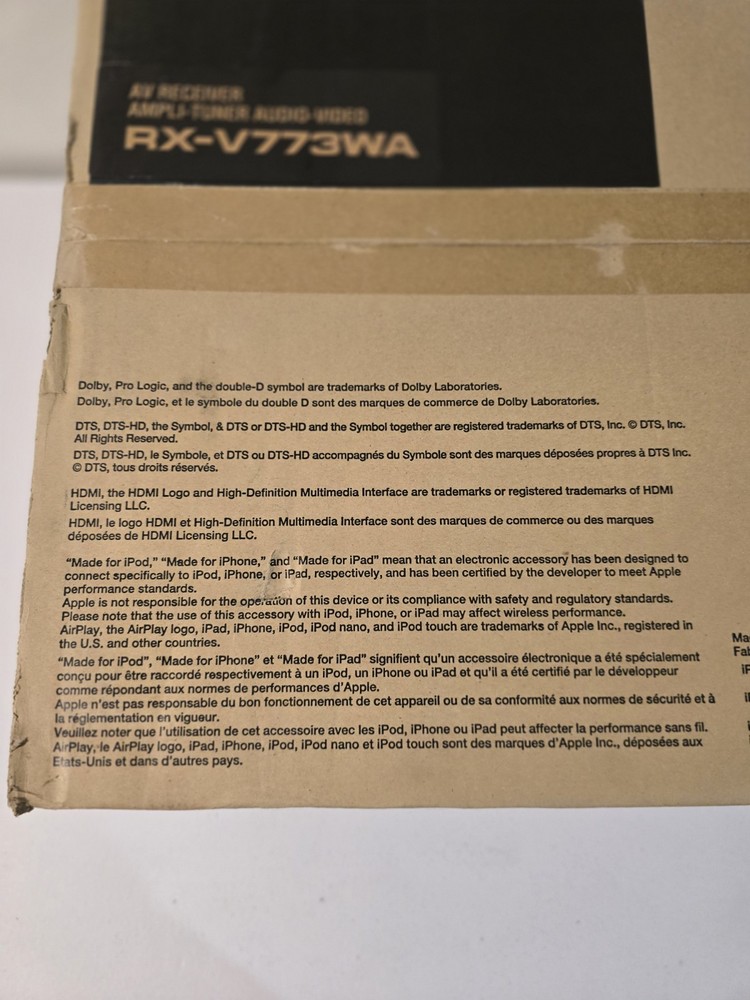 AV RECEIVER
AMPLI-TUNER AUDIO-VIDEO
RX-V773WA
Dolby, Pro Logic, and the double-D symbol are trademarks of Dolby Laboratories.
Dolby, Pro Logic, et le symbole du double D sont des marques de commerce de Dolby Laboratories.
DTS, DTS-HD, the Symbol, & DTS or DTS-HD and the Symbol together are registered trademarks of DTS, Inc. © DTS, Inc.
All Rights Reserved.
DTS, DTS-HD, le Symbole, et DTS ou DTS-HD accompagnés du Symbole sont des marques déposées propres à DTS Inc.
© DTS, tous droits réservés.
HDMI, the HDMI Logo and High-Definition Multimedia Interface are trademarks or registered trademarks of HDMI
Licensing LLC.
HDMI, le logo HDMI et High-Definition Multimedia Interface sont des marques de commerce ou des marques
déposées de HDMI Licensing LLC.
“Made for iPod,” “Made for iPhone,” and “Made for iPad” mean that an electronic accessory has been designed to
connect specifically to iPod, iPhone, or iPad, respectively, and has been certified by the developer to meet Apple
performance standards.
Apple is not responsible for the operation of this device or its compliance with safety and regulatory standards.
Please note that the use of this accessory with iPod, iPhone, or iPad may affect wireless performance.
AirPlay, the AirPlay logo, iPad, iPhone, iPod, iPod nano, and iPod touch are trademarks of Apple Inc., registered in
the U.S. and other countries.
“Made for iPod”, “Made for iPhone” et “Made for iPad” signifient qu’un accessoire électronique a été spécialement
conçu pour être raccordé respectivement à un iPod, un iPhone ou iPad et qu’il a été certifié par le développeur
comme répondant aux normes de performances d’Apple.
Apple n’est pas responsable du bon fonctionnement de cet appareil ou de sa conformité aux normes de sécurité et à
la réglementation en vigueur.
Veuillez noter que l’utilisation de cet accessoire avec les iPod, iPhone ou iPad peut affecter la performance sans fil.
AirPlay, le AirPlay logo, iPad, iPhone, iPod, iPod nano et iPod touch sont des marques d’Apple Inc., déposées aux
Etats-Unis et dans d’autres pays.